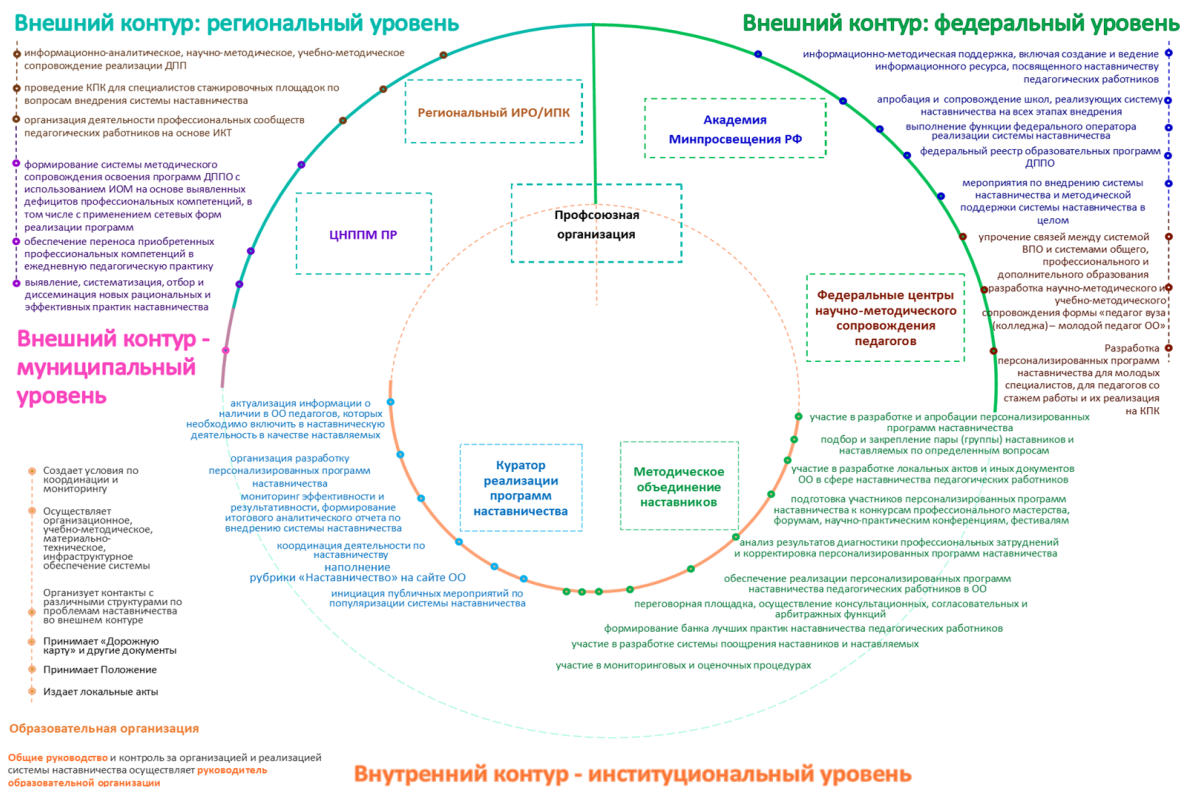 Внешний контур: региональный уровень
информационно-аналитическое, научно-методическое, учебно-методическое
сопровождение реализации ДПП
проведение КПК для специалистов стажировочных площадок по
вопросам внедрения системы наставничества
организация деятельности профессиональных сообществ
педагогических работников на основе ИКТ
формирование системы методического
сопровождения освоения программ ДППО с
использованием ИОМ на основе выявленных
дефицитов профессиональных компетенций, в
том числе с применением сетевых форм
реализации программ
обеспечение переноса приобретенных
профессиональных компетенций в
ежедневную педагогическую практику
выявление, систематизация, отбор и
диссеминация новых рациональных и
эффективных практик наставничества
Региональный ИРО/ИПК
ЦНППМ ПР
Профсоюзная
организация
Внешний контур: федеральный уровень
информационно-методическая поддержка, включая создание и ведение
информационного ресурса, посвященного наставничеству
педагогических работников
апробация и сопровождение школ, реализующих систему
наставничества на всех этапах внедрения
выполнение функции федерального оператора
реализации системы наставничества
федеральный реестр образовательных программ
ДППО
мероприятия по внедрению системы
наставничества и методической
поддержки системы наставничества в
целом
упрочение связей между системой
ВПО и системами общего,
профессионального и
дополнительного образования
разработка научно-методического и
учебно-методического
сопровождения формы «педагог вуза
(колледжа) – молодой педагог ОО»
Разработка
персонализированных программ
наставничества для молодых
специалистов, для педагогов со
стажем работы и их реализация
на КПК
Академия
Минпросвещения РФ
Федеральные центры
научно-методического
сопровождения
педагогов
Внешний контур -
муниципальный
уровень
актуализация информации о
наличии в ОО педагогов, которых
необходимо включить в наставническую
деятельность в качестве наставляемых
организация разработку
персонализированных программ
наставничества
мониторинг эффективности и
результативности, формирование
итогового аналитического отчета по
внедрению системы наставничества
координация деятельности по
наставничеству
наполнение
рубрики «Наставничество» на сайте ОО
инициация публичных мероприятий по
популяризации системы наставничества
Куратор
реализации
программ
наставничества
Методическое
объединение
наставников
участие в разработке и апробации персонализированных
программ наставничества
подбор и закрепление пары (группы) наставников и
наставляемых по определенным вопросам
участие в разработке локальных актов и иных документов
ОО в сфере наставничества педагогических работников
подготовка участников персонализированных программ
наставничества к конкурсам профессионального мастерства,
форумам, научно-практическим конференциям, фестивалям
анализ результатов диагностики профессиональных затруднений
и корректировка персонализированных программ наставничества
обеспечение реализации персонализированных программ
наставничества педагогических работников в ОО
переговорная площадка, осуществление консультационных, согласовательных и
арбитражных функций
формирование банка лучших практик наставничества педагогических работников
участие в разработке системы поощрения наставников и наставляемых
участие в мониторинговых и оценочных процедурах
Создает условия по
координации и
мониторингу
Осуществляет
организационное,
учебно-методическое,
материально-
техническое,
инфраструктурное
обеспечение системы
Организует контакты с
различными структурами по
проблемам наставничества
во внешнем контуре
Принимает «Дорожную
карту» и другие документы
Принимает Положение
Издает локальные акты
Образовательная организация
Общие руководство и контроль за организацией и реализацией
системы наставничества осуществляет руководитель
образовательной организации
Внутренний контур - институциональный уровень